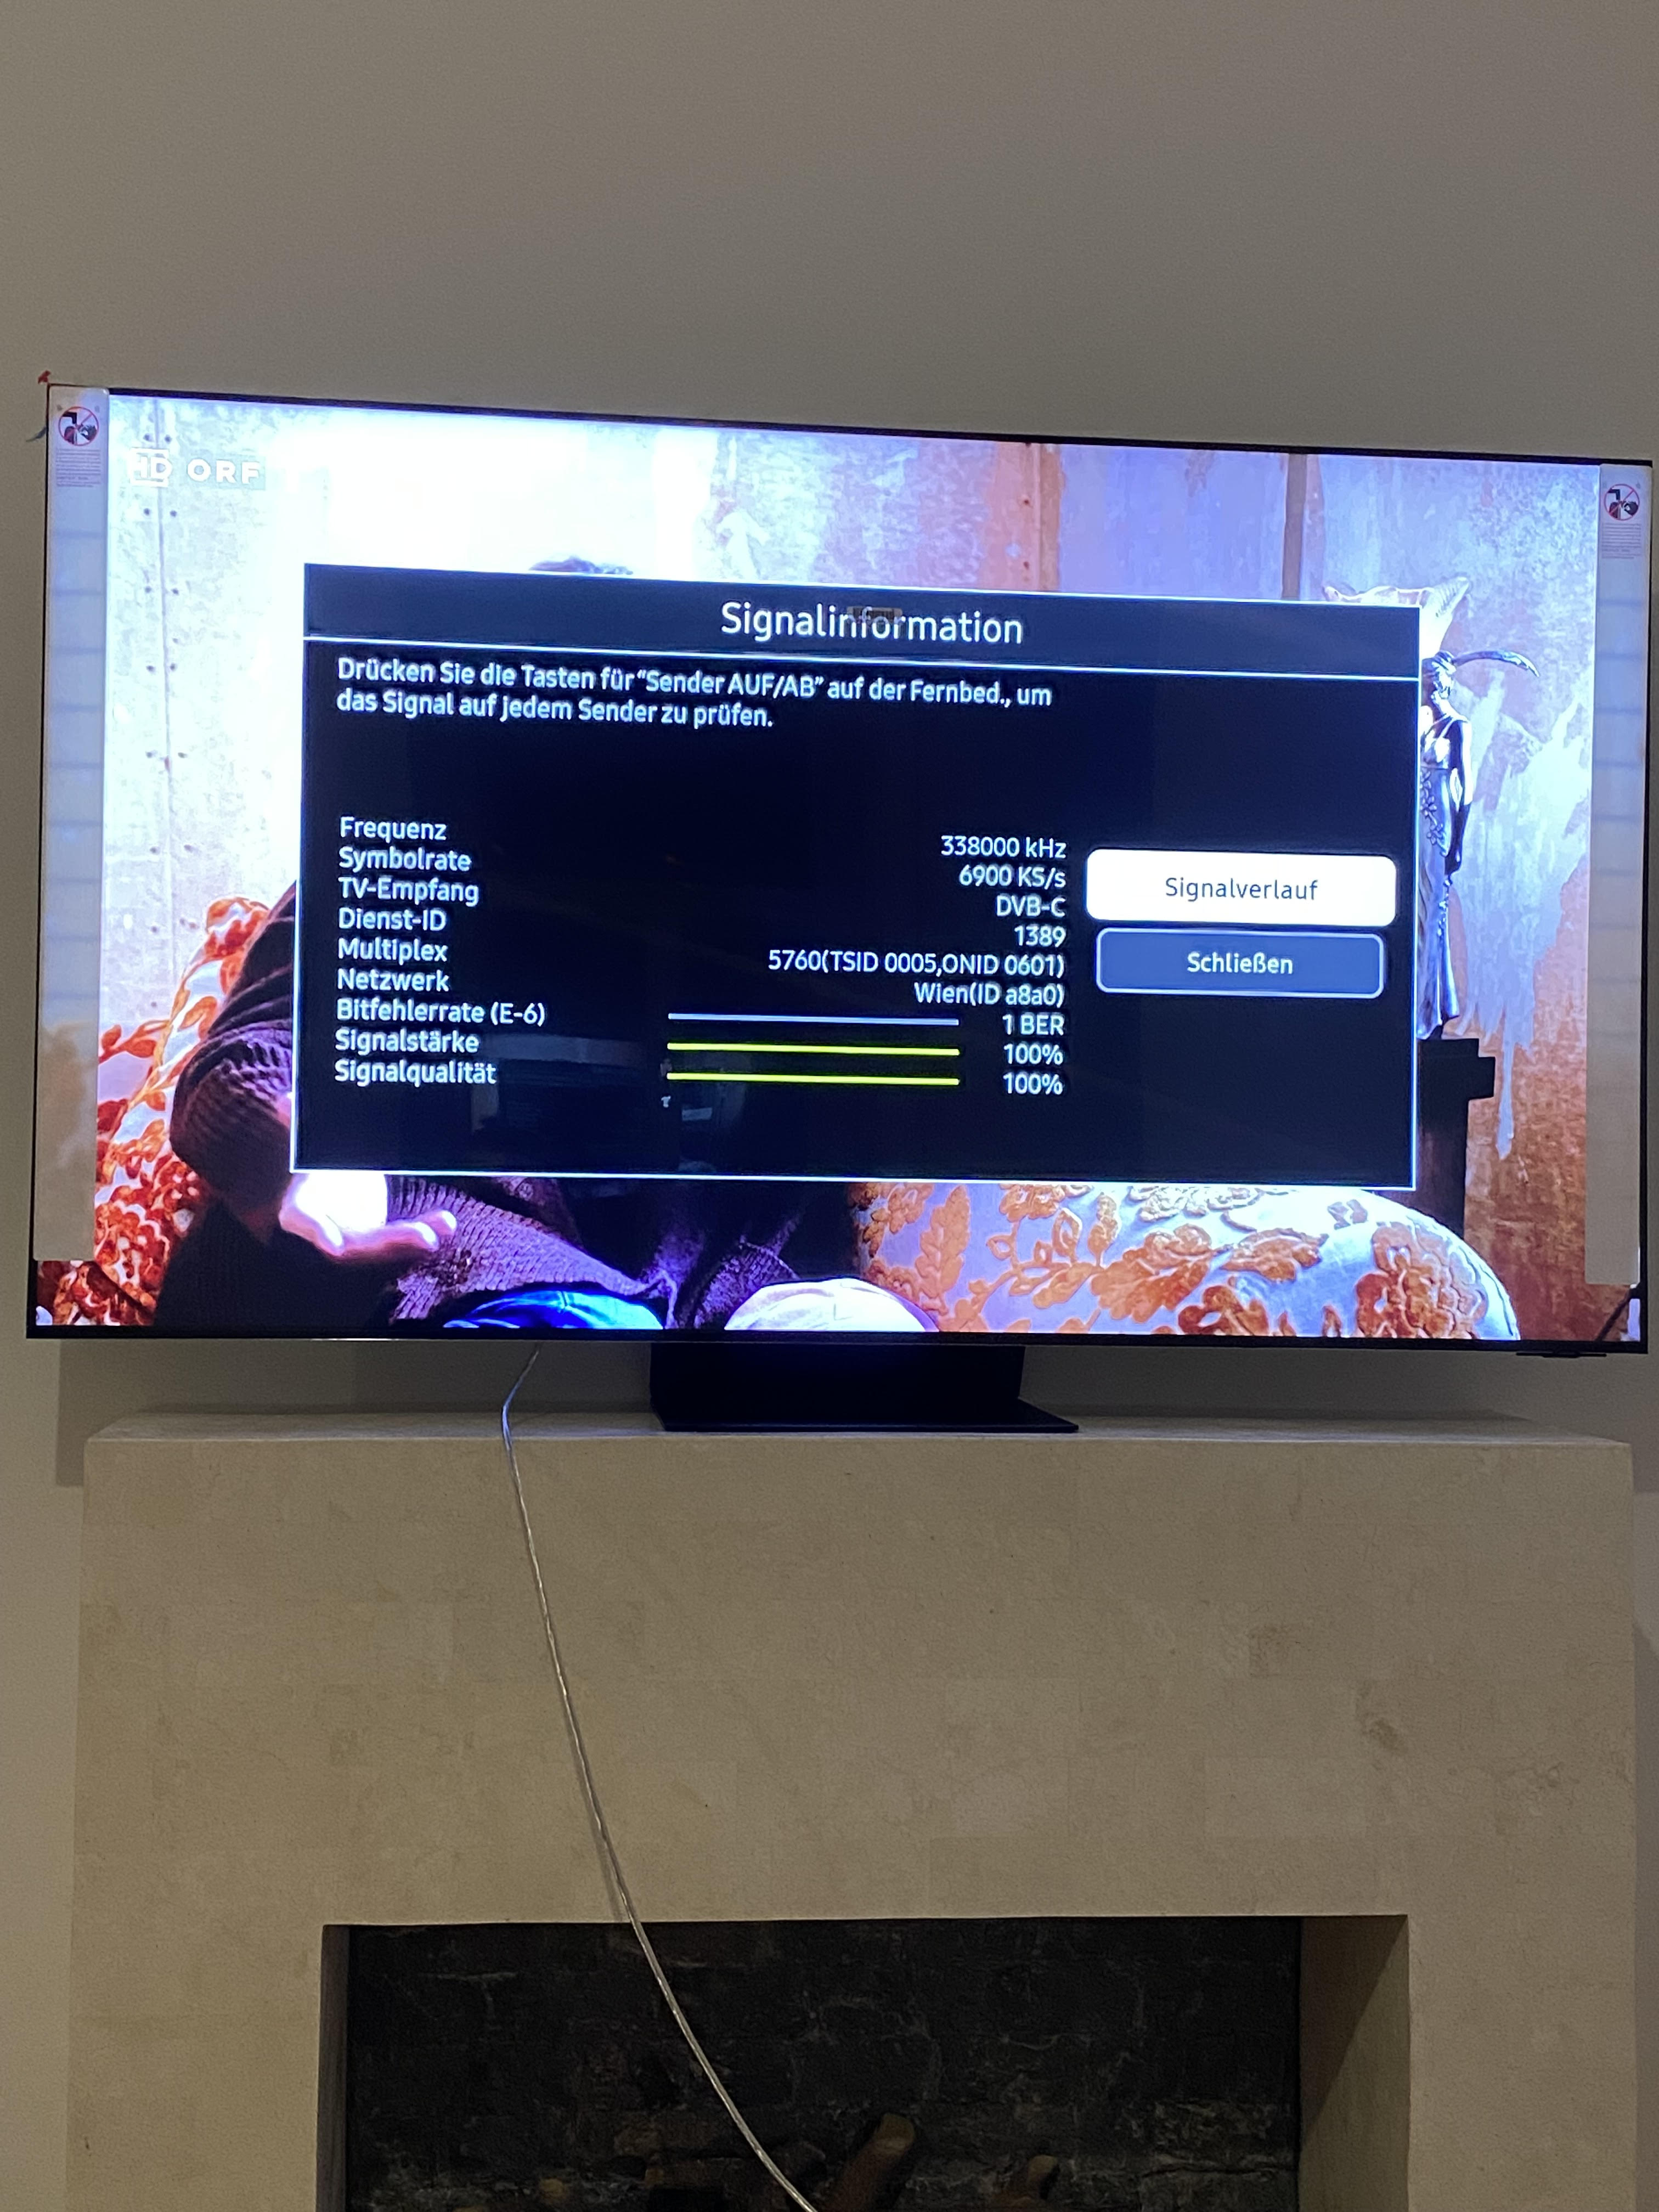 HD ORF
Signalinformation
Drücken Sie die Tasten für "Sender AUF/AB" auf der Fernbed., um
das Signal auf jedem Sender zu prüfen.
Frequenz 338000 kHz
Symbolrate 6900 KS/s
TV-Empfang DVB-C
Dienst-ID 1389
Multiplex 5760(TSID 0005,ONID 0601)
Netzwerk Wien(ID a8a0)
Bitfehlerrate (E-6) 1 BER
Signalstärke 100%
Signalqualität 100%
Signalverlauf
Schließen